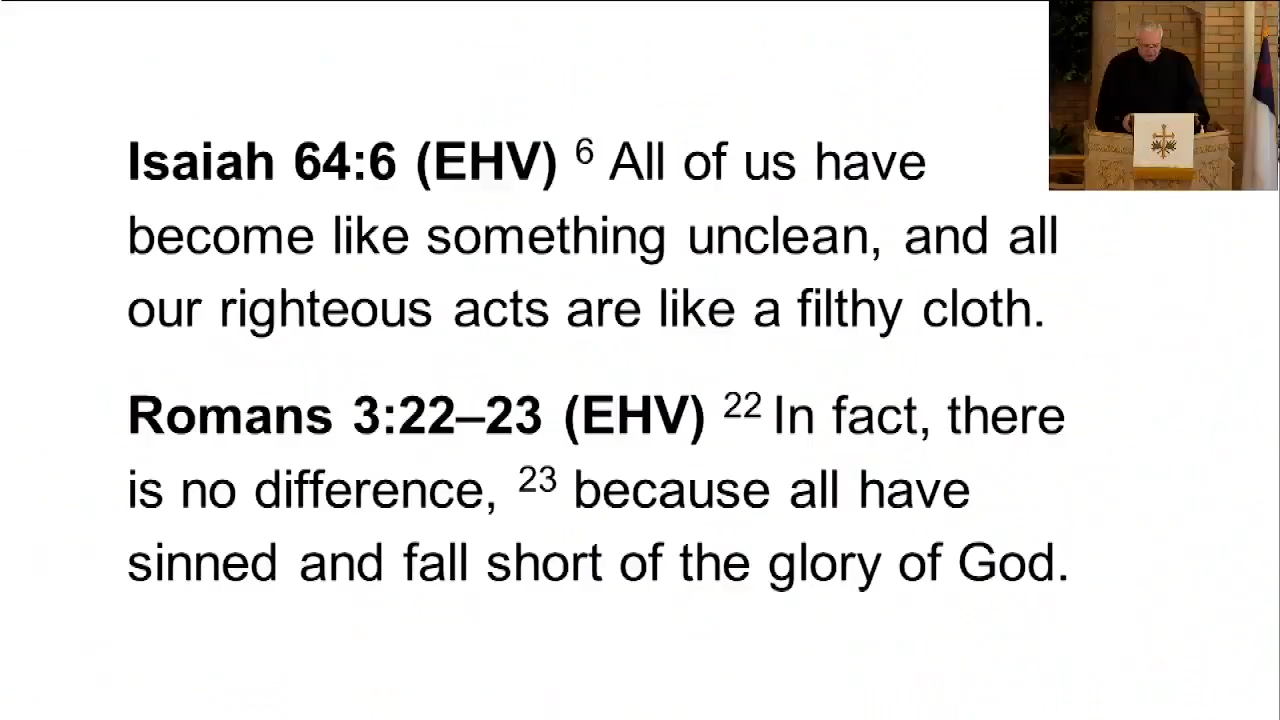 Isaiah 64:6 (EHV) 6 All of us have
become like something unclean, and all
our righteous acts are like a filthy cloth.
Romans 3:22–23 (EHV) 22 In fact, there
is no difference, 23 because all have
sinned and fall short of the glory of God.